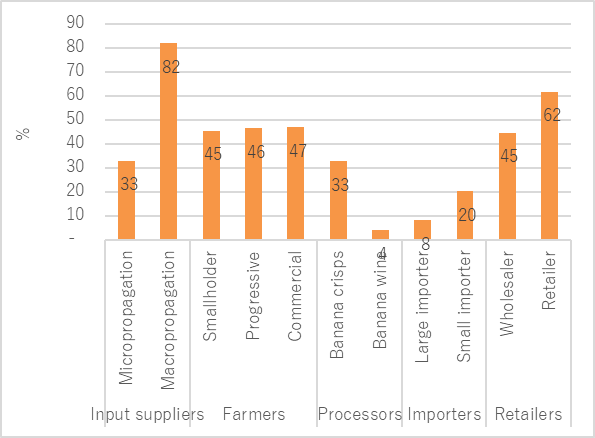 90
80
70
60
50
40
30
20
10
-
%
33
82
45
46
47
33
4
8
20
45
62
Micropropagation
Macropropagation
Smallholder
Progressive
Commercial
Banana crisps
Banana wine
Large importer
Small importer
Wholesaler
Retailer
Input suppliers
Farmers
Processors
Importers
Retailers